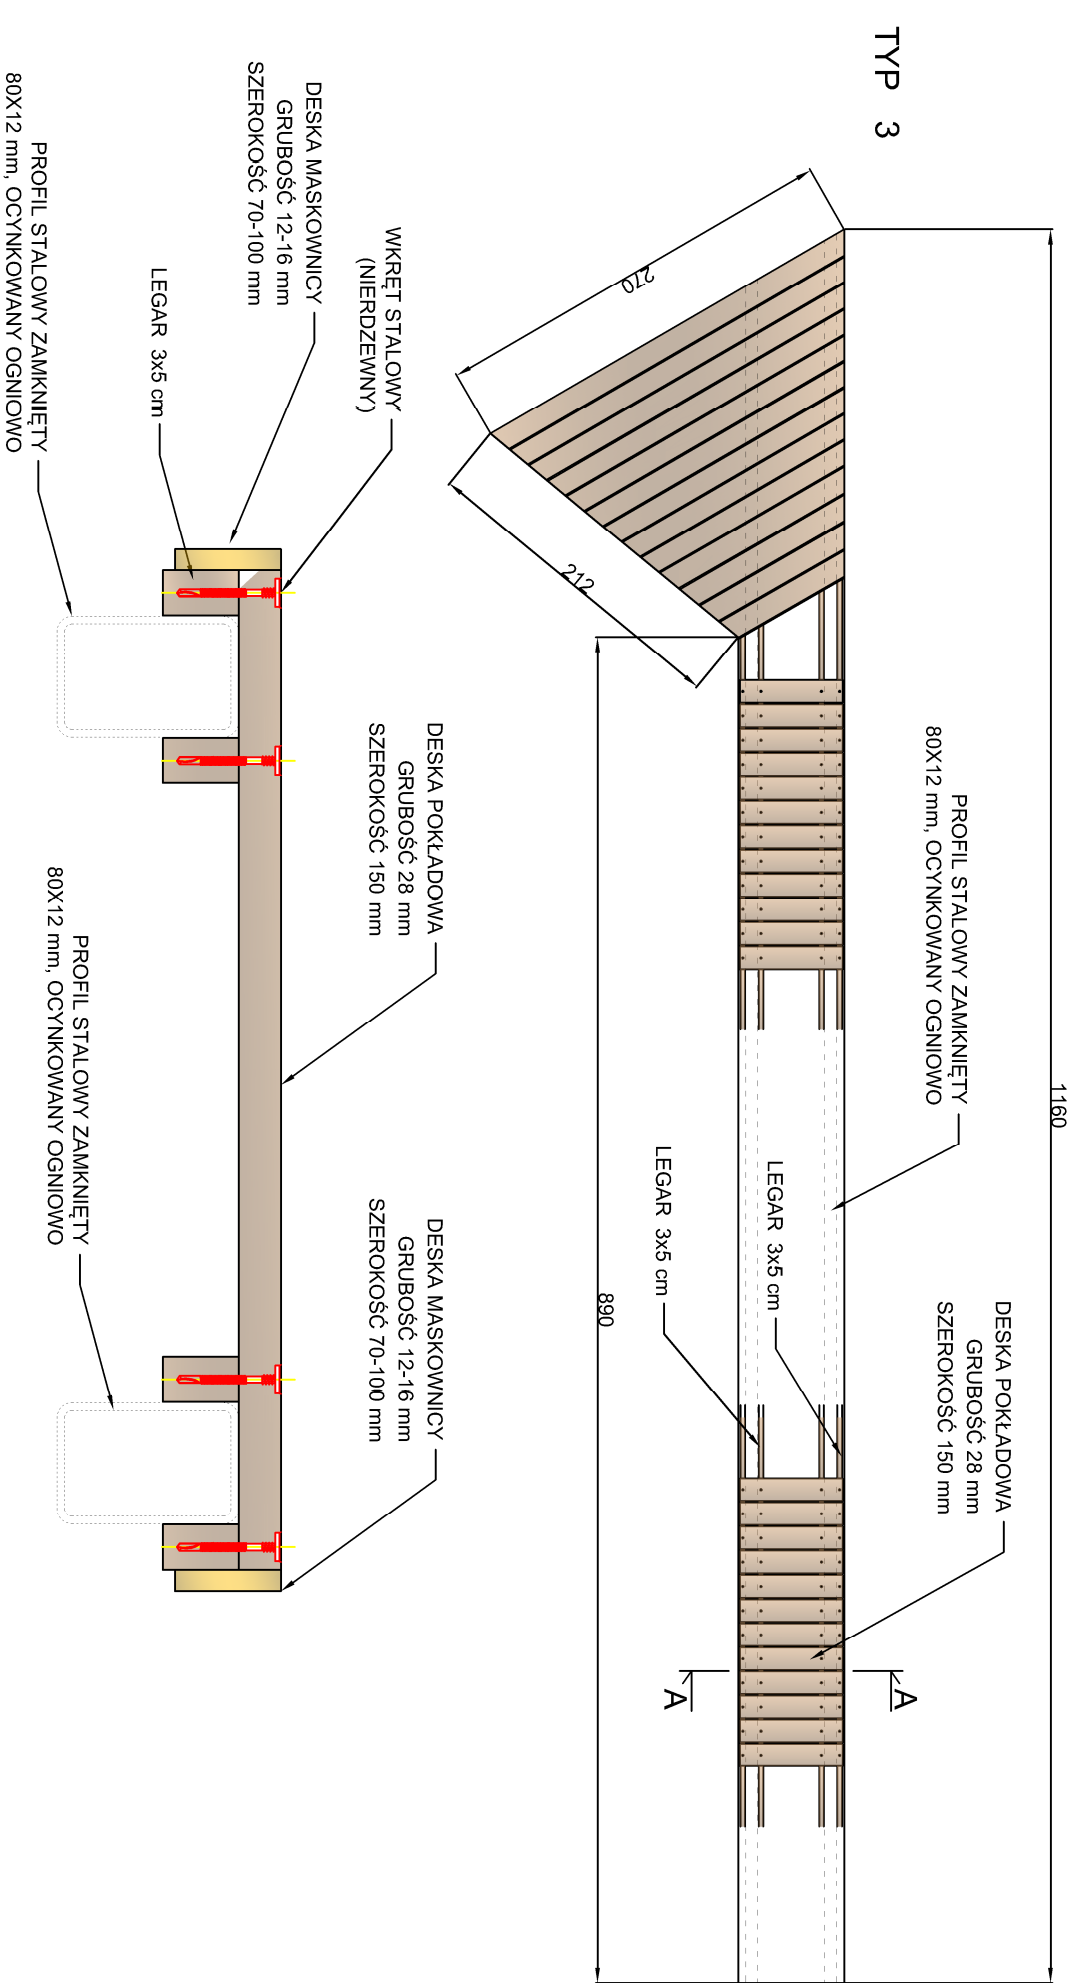 TYP 3
1160
270
212
890
PROFIL STALOWY ZAMKNIĘTY
80X12 mm, OCYNKOWANY OGNIOWO
DESKA POKŁADOWA
GRUBOŚĆ 28 mm
SZEROKOŚĆ 150 mm
LEGAR 3x5 cm
LEGAR 3x5 cm
A
A
WKRĘT STALOWY
(NIERDZEWNY)
DESKA MASKOWNICY
GRUBOŚĆ 12-16 mm
SZEROKOŚĆ 70-100 mm
LEGAR 3x5 cm
PROFIL STALOWY ZAMKNIĘTY
80X12 mm, OCYNKOWANY OGNIOWO
DESKA POKŁADOWA
GRUBOŚĆ 28 mm
SZEROKOŚĆ 150 mm
DESKA MASKOWNICY
GRUBOŚĆ 12-16 mm
SZEROKOŚĆ 70-100 mm
PROFIL STALOWY ZAMKNIĘTY
80X12 mm, OCYNKOWANY OGNIOWO